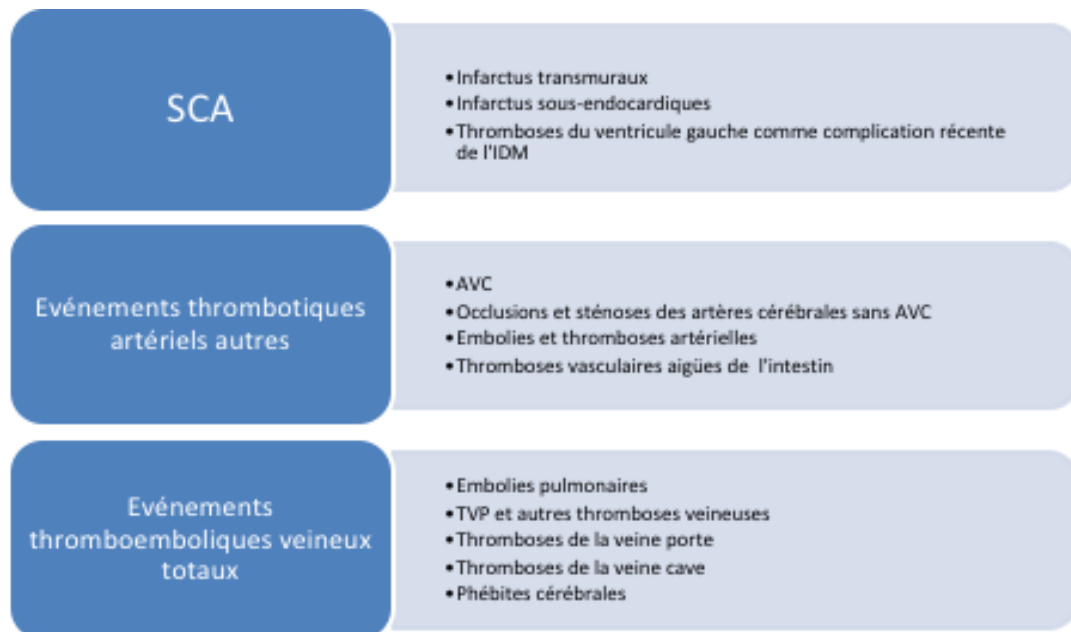 SCA
•Infarctus transmuraux
•Infarctus sous-endocardiques
•Thromboses du ventricule gauche comme complication récente
de l'IDM
Evénements thrombotiques
artériels autres
•AVC
•Occlusions et sténoses des artères cérébrales sans AVC
•Embolies et thromboses artérielles
•Thromboses vasculaires aigües de l'intestin
Evénements
thromboemboliques veineux
totaux
•Embolies pulmonaires
•TVP et autres thromboses veineuses
•Thromboses de la veine porte
•Thromboses de la veine cave
•Phébites cérébrales